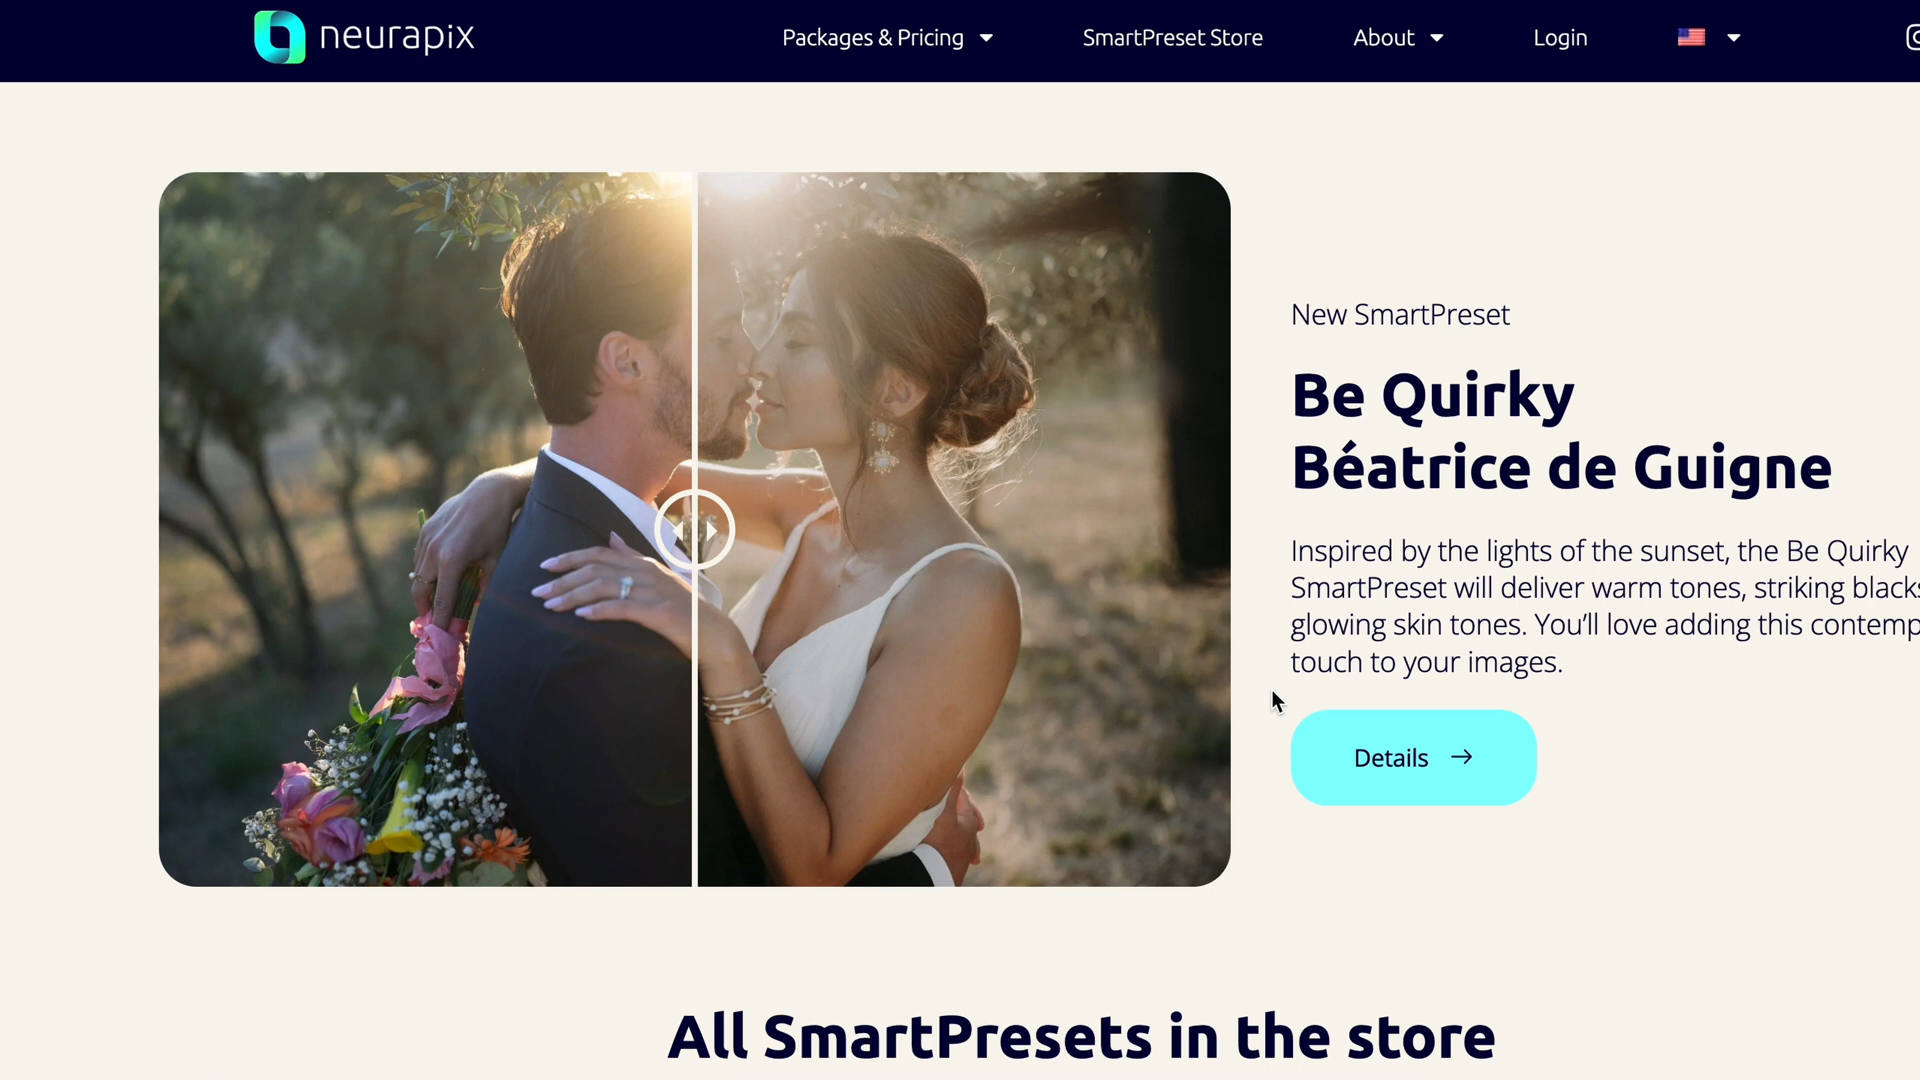 neurapix
Packages & Pricing
SmartPreset Store
About
Login
New SmartPreset
Be Quirky
Béatrice de Guigne
Inspired by the lights of the sunset, the Be Quirky
SmartPreset will deliver warm tones, striking blacks
glowing skin tones. You'll love adding this contemp
touch to your images.
Details →
All SmartPresets in the store